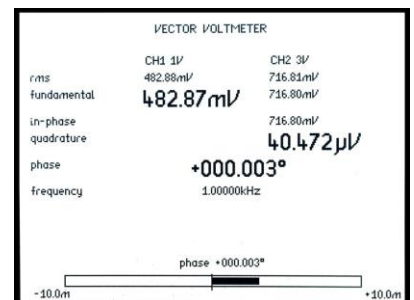 VECTOR VOLTMETER
CH1 1V CH2 3V
rms 482.88mV 716.81mV
fundamental 482.87mV 716.80mV
in-phase 716.80mV
quadrature 40.472µV
phase +000.003°
frequency 1.00000kHz
phase +000.003°
-10.0m +10.0m